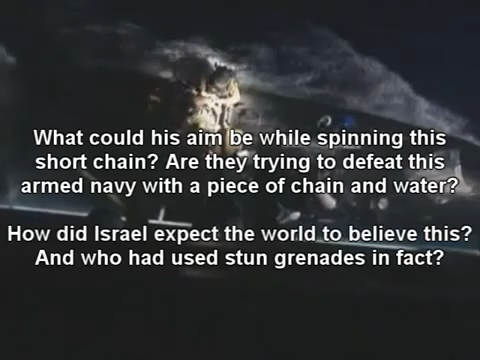 What could his aim be while spinning this
short chain? Are they trying to defeat this
armed navy with a piece of chain and water?
How did Israel expect the world to believe this?
And who had used stun grenades in fact?